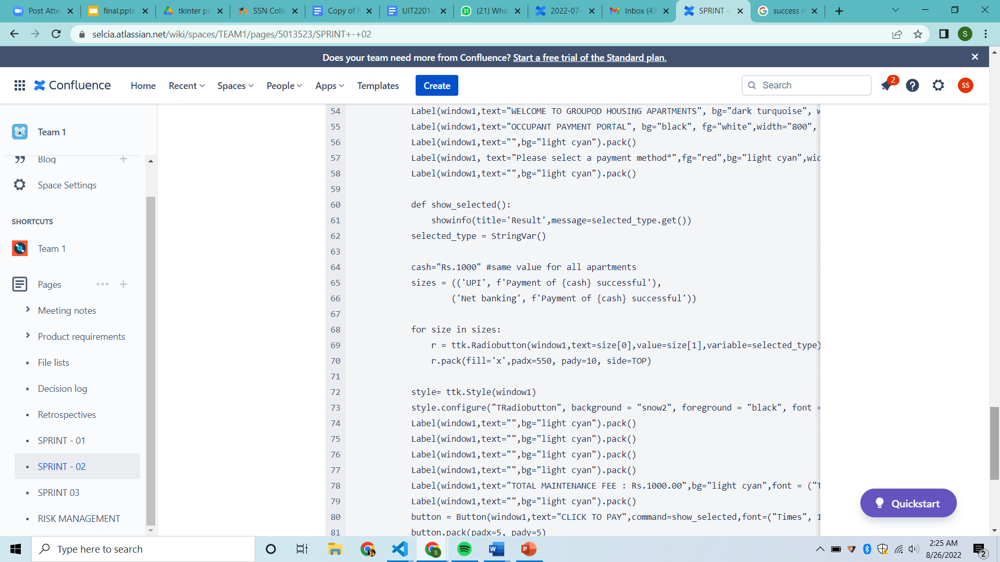 Post Atter
final.pptx
tkinter pr
SSN Colle
Copy of P
UIT2201-
(21) What
2022-07-
Inbox (43
SPRINT -
success m
selcia.atlassian.net/wiki/spaces/TEAM1/pages/5013523/SPRINT+-+02
S
Does your team need more from Confluence? Start a free trial of the Standard plan.
Confluence
Home
Recent
Spaces
People
Apps
Templates
Create
Search
2
SS
Team 1
Blog
Space Settings
SHORTCUTS
Team 1
Pages
Meeting notes
Product requirements
File lists
Decision log
Retrospectives
SPRINT - 01
SPRINT - 02
SPRINT 03
RISK MANAGEMENT
54 Label(window1,text="WELCOME TO GROUPOD HOUSING APARTMENTS", bg="dark turquoise", w
55 Label(window1,text="OCCUPANT PAYMENT PORTAL", bg="black", fg="white",width="800",
56 Label(window1,text="",bg="light cyan").pack()
57 Label(window1, text="Please select a payment method*",fg="red",bg="light cyan",wid
58 Label(window1,text="",bg="light cyan").pack()
59
60 def show_selected():
61 showinfo(title='Result',message=selected_type.get())
62 selected_type = StringVar()
63
64 cash="Rs.1000" #same value for all apartments
65 sizes = (('UPI', f'Payment of {cash} successful'),
66 ('Net banking', f'Payment of {cash} successful'))
67
68 for size in sizes:
69 r = ttk.Radiobutton(window1,text=size[0],value=size[1],variable=selected_type)
70 r.pack(fill='x',padx=550, pady=10, side=TOP)
71
72 style= ttk.Style(window1)
73 style.configure("TRadiobutton", background = "snow2", foreground = "black", font =
74 Label(window1,text="",bg="light cyan").pack()
75 Label(window1,text="",bg="light cyan").pack()
76 Label(window1,text="",bg="light cyan").pack()
77 Label(window1,text="",bg="light cyan").pack()
78 Label(window1,text="TOTAL MAINTENANCE FEE : Rs.1000.00",bg="light cyan",font = ("T
79 Label(window1,text="",bg="light cyan").pack()
80 button = Button(window1,text="CLICK TO PAY",command=show_selected,font=("Times", 1
81 button.pack(padx=5, pady=5)
Quickstart
Type here to search
2:25 AM
8/26/2022
2